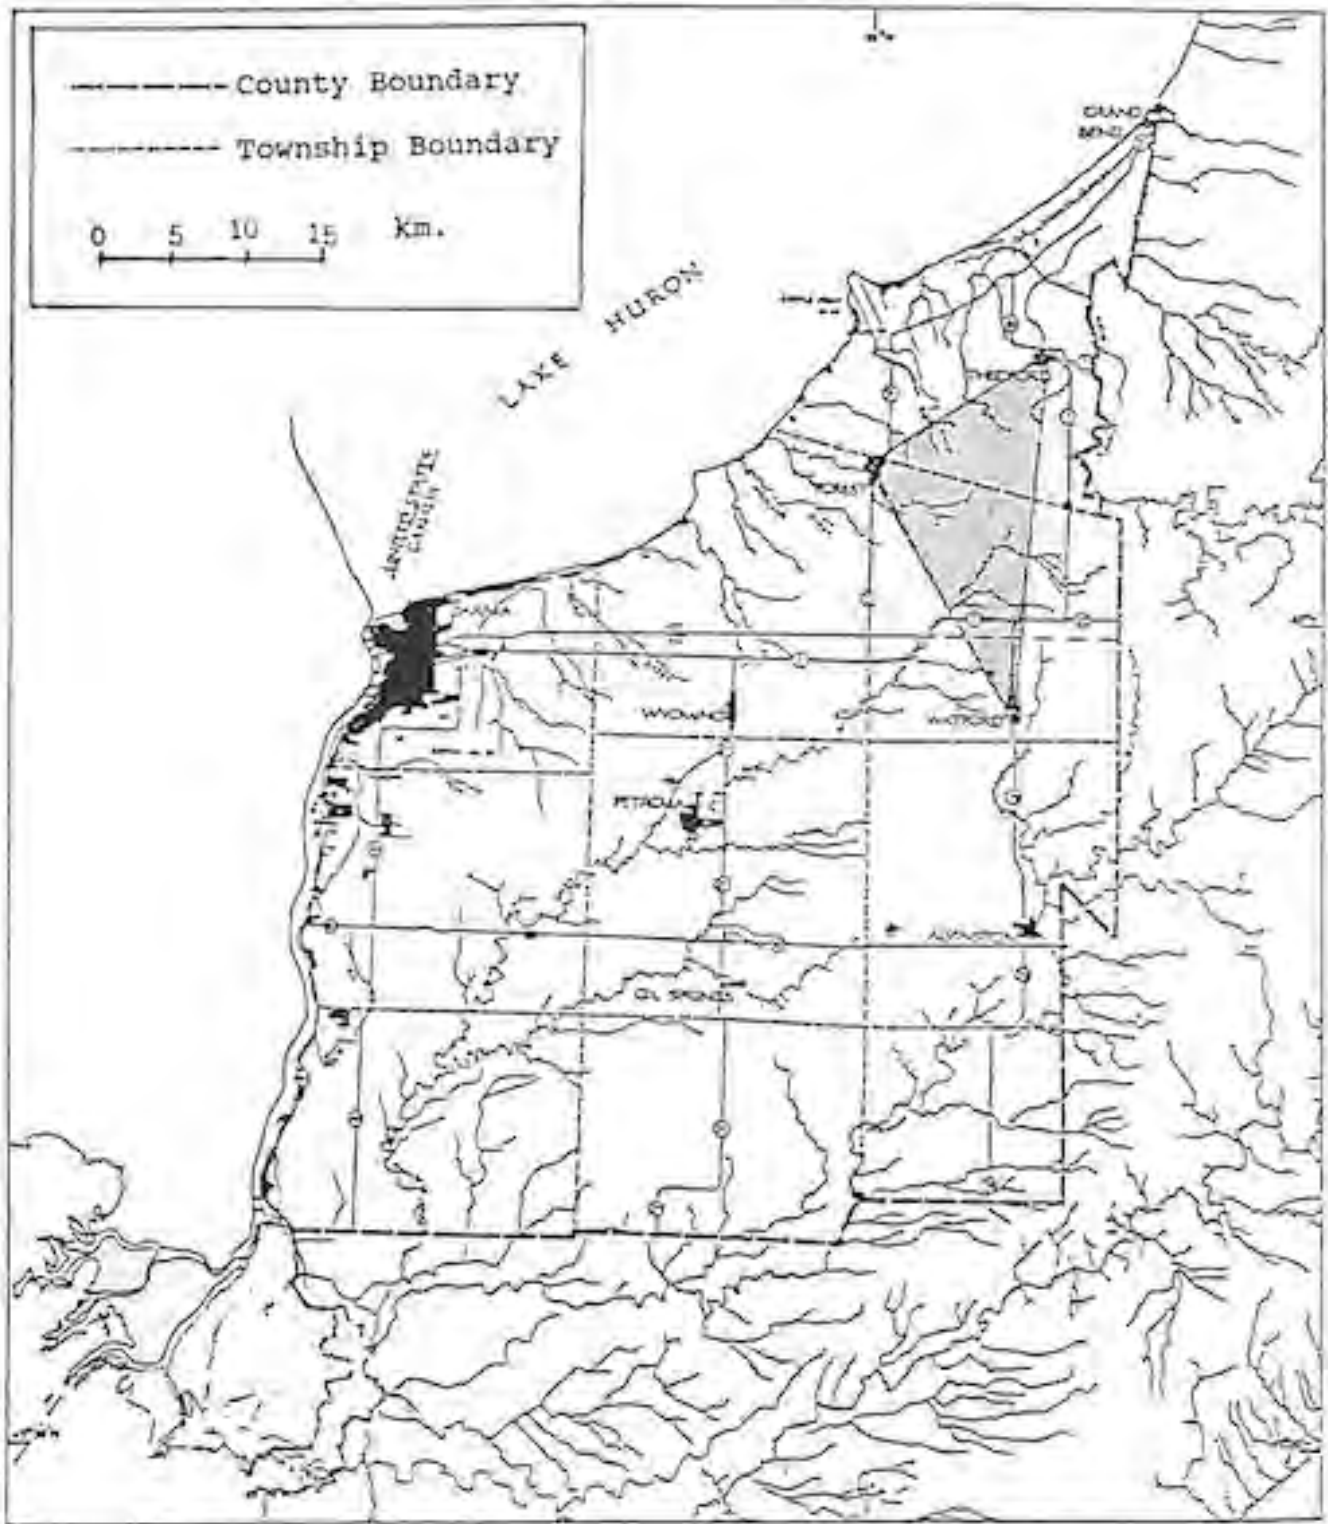 County Boundary
Township Boundary
0 5 10 15 Km.
GRAND
BEND
LAKE HURON
THEDFORD
FOREST
SARNIA
WYOMING
WATFORD
PETROLIA
ALVINSTON
OIL SPRINGS